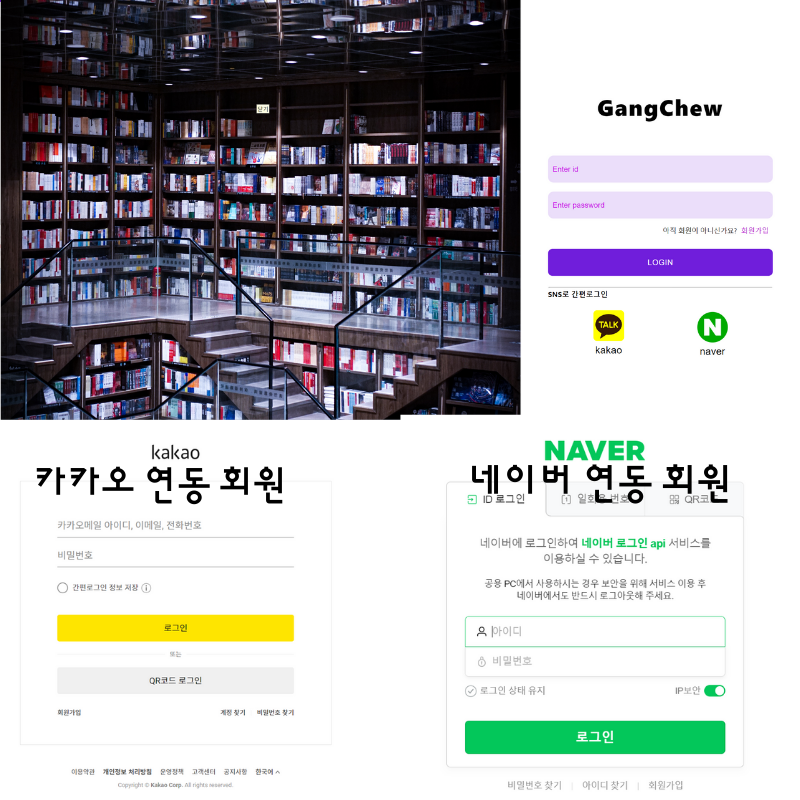 닫기
GangChew
Enter id
Enter password
아직 회원이 아니신가요? 회원가입
LOGIN
SNS로 간편로그인
TALK
kakao
N
naver
kakao
카카오 연동 회원
카카오메일 아이디, 이메일, 전화번호
비밀번호
간편로그인 정보 저장
로그인
또는
QR코드 로그인
회원가입
계정 찾기
비밀번호 찾기
이용약관 개인정보 처리방침 운영정책 고객센터 공지사항 한국어
Copyright © Kakao Corp. All rights reserved.
NAVER
네이버 연동 회원
ID 로그인
QR코드
네이버에 로그인하여 네이버 로그인 api 서비스를
이용하실 수 있습니다.
공용 PC에서 사용하시는 경우 보안을 위해 서비스 이용 후
네이버에서도 반드시 로그아웃해 주세요.
아이디
비밀번호
로그인 상태 유지
IP보안
로그인
비밀번호 찾기 | 아이디 찾기 | 회원가입